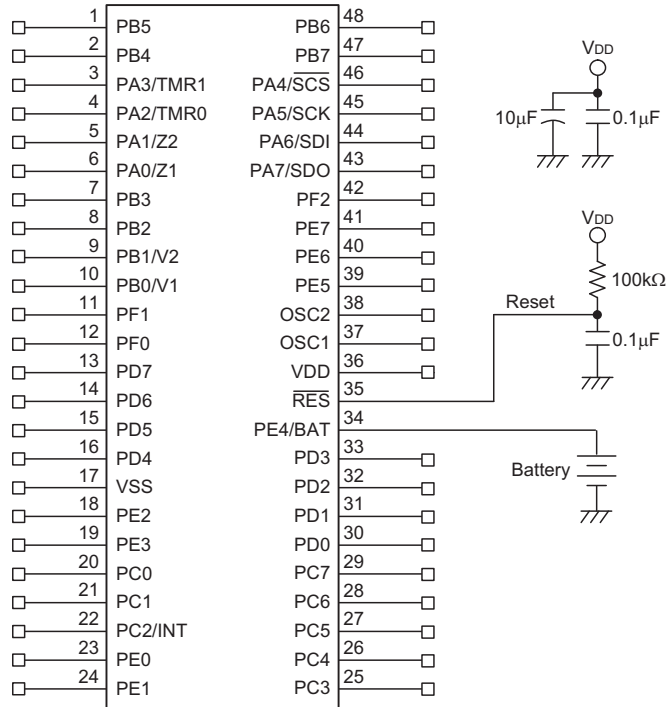 1 PB5 PB6 48
2 PB4 PB7 47
3 PA3/TMR1 PA4/SCS 46
4 PA2/TMR0 PA5/SCK 45
5 PA1/Z2 PA6/SDI 44
6 PA0/Z1 PA7/SDO 43
7 PB3 PF2 42
8 PB2 PE7 41
9 PB1/V2 PE6 40
10 PB0/V1 PE5 39
11 PF1 OSC2 38
12 PF0 OSC1 37
13 PD7 VDD 36
14 PD6 RES 35
15 PD5 PE4/BAT 34
16 PD4 PD3 33
17 VSS PD2 32
18 PE2 PD1 31
19 PE3 PD0 30
20 PC0 PC7 29
21 PC1 PC6 28
22 PC2/INT PC5 27
23 PE0 PC4 26
24 PE1 PC3 25
VDD
10μF 0.1μF
VDD
100kΩ
Reset
0.1μF
Battery